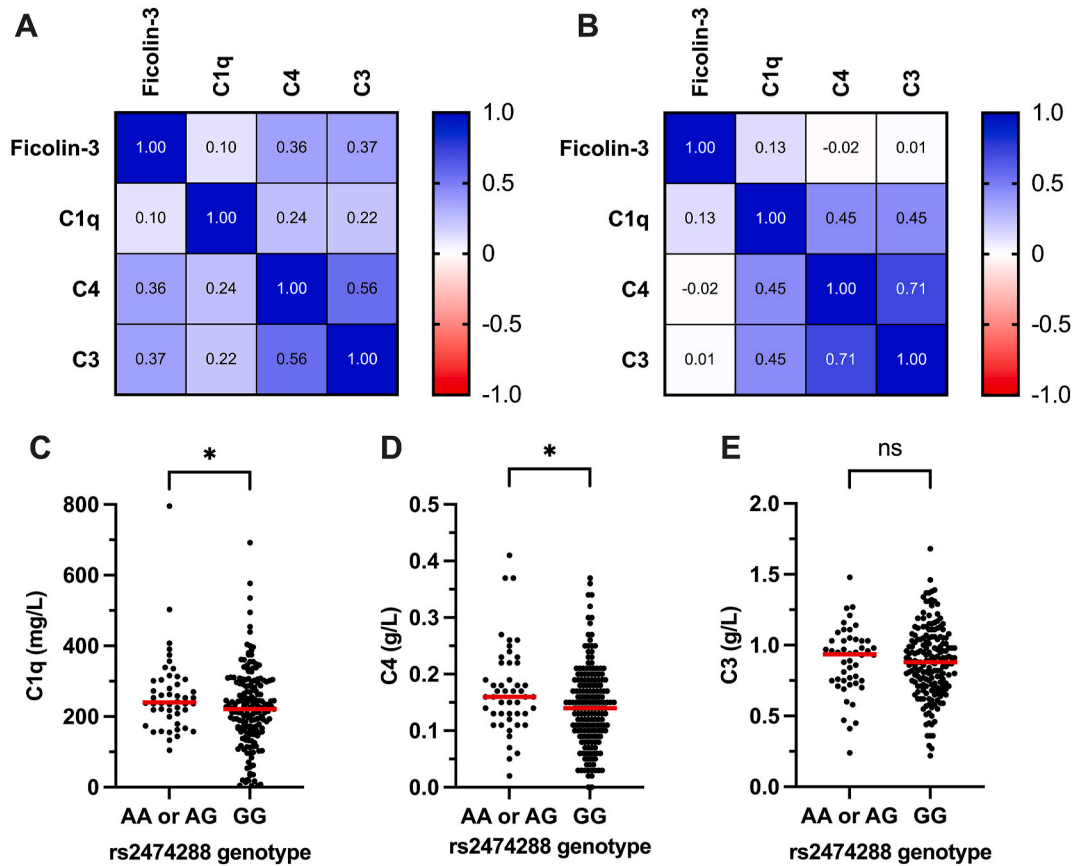 A
Ficolin-3 C1q C4 C3
Ficolin-3 1.00 0.10 0.36 0.37
C1q 0.10 1.00 0.24 0.22
C4 0.36 0.24 1.00 0.56
C3 0.37 0.22 0.56 1.00
1.0
0.5
0
-0.5
-1.0
B
Ficolin-3 C1q C4 C3
Ficolin-3 1.00 0.13 -0.02 0.01
C1q 0.13 1.00 0.45 0.45
C4 -0.02 0.45 1.00 0.71
C3 0.01 0.45 0.71 1.00
1.0
0.5
0
-0.5
-1.0
C
*
C1q (mg/L)
800
600
400
200
0
AA or AG GG
rs2474288 genotype
D
*
C4 (g/L)
0.5
0.4
0.3
0.2
0.1
0.0
AA or AG GG
rs2474288 genotype
E
ns
C3 (g/L)
2.0
1.5
1.0
0.5
0.0
AA or AG GG
rs2474288 genotype